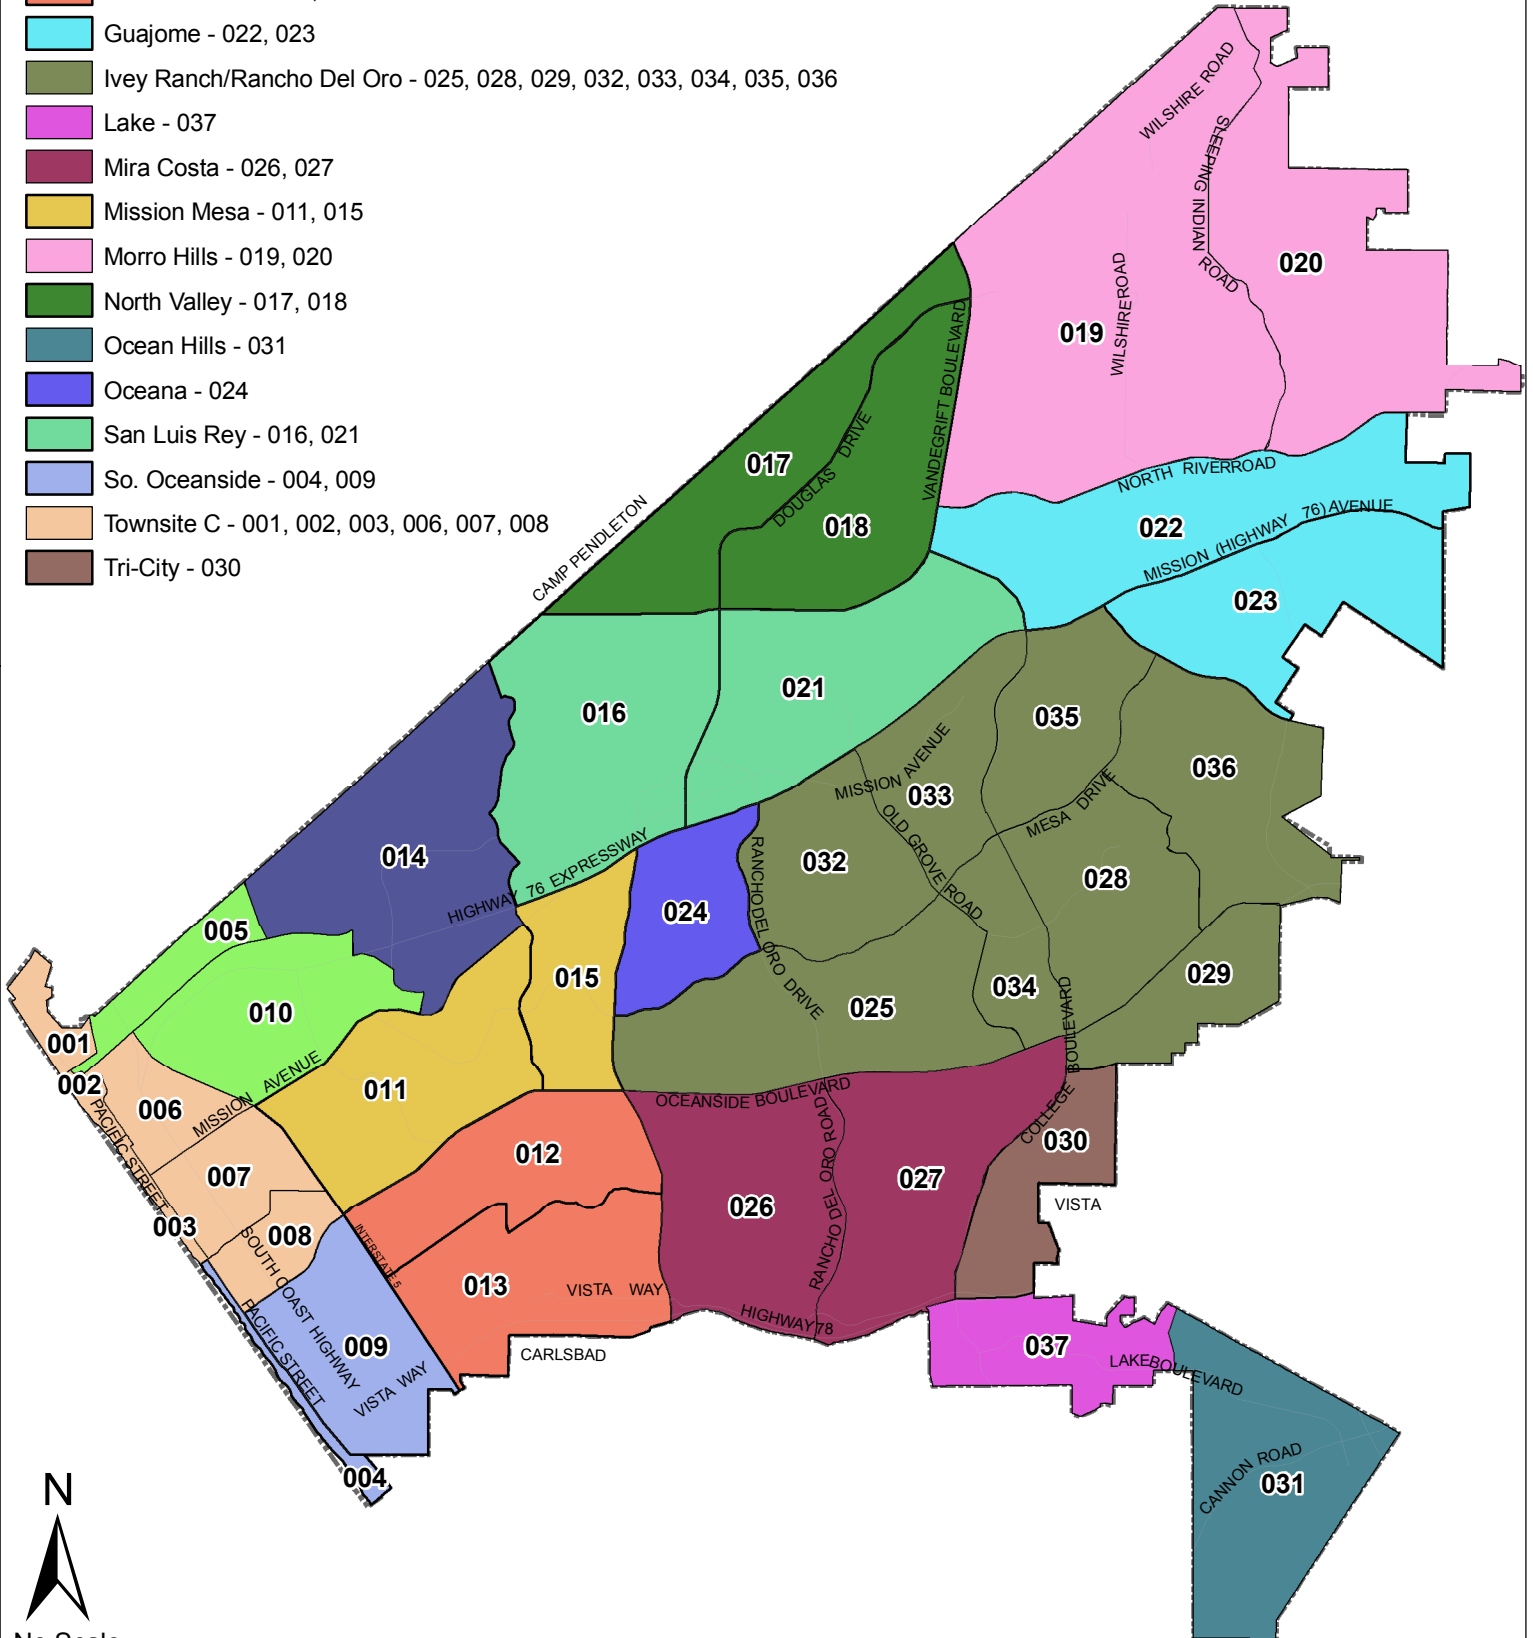 Guajome - 022, 023
Ivey Ranch/Rancho Del Oro - 025, 028, 029, 032, 033, 034, 035, 036
Lake - 037
Mira Costa - 026, 027
Mission Mesa - 011, 015
Morro Hills - 019, 020
North Valley - 017, 018
Ocean Hills - 031
Oceana - 024
San Luis Rey - 016, 021
So. Oceanside - 004, 009
Townsite C - 001, 002, 003, 006, 007, 008
Tri-City - 030
WILSHIRE ROAD
SLEEPING INDIAN ROAD
020
019
WILSHIRE ROAD
VANDEGRIFT BOULEVARD
017
DOUGLAS DRIVE
018
NORTH RIVER ROAD
CAMP PENDLETON
022
MISSION (HIGHWAY 76) AVENUE
023
016
021
035
036
MISSION AVENUE
033
MESA DRIVE
OLD GROVE ROAD
014
HIGHWAY 76 EXPRESSWAY
032
028
RANCHO DEL ORO DRIVE
024
005
015
029
034
025
010
001
002
006
MISSION AVENUE
011
OCEANSIDE BOULEVARD
COLLEGE BOULEVARD
030
PACIFIC STREET
007
012
003
008
026
RANCHO DEL ORO ROAD
027
VISTA
INTERSTATE 5
SOUTH COAST HIGHWAY
013
VISTA WAY
HIGHWAY 78
PACIFIC STREET
009
VISTA WAY
CARLSBAD
037
LAKE BOULEVARD
004
CANNON ROAD
031
N